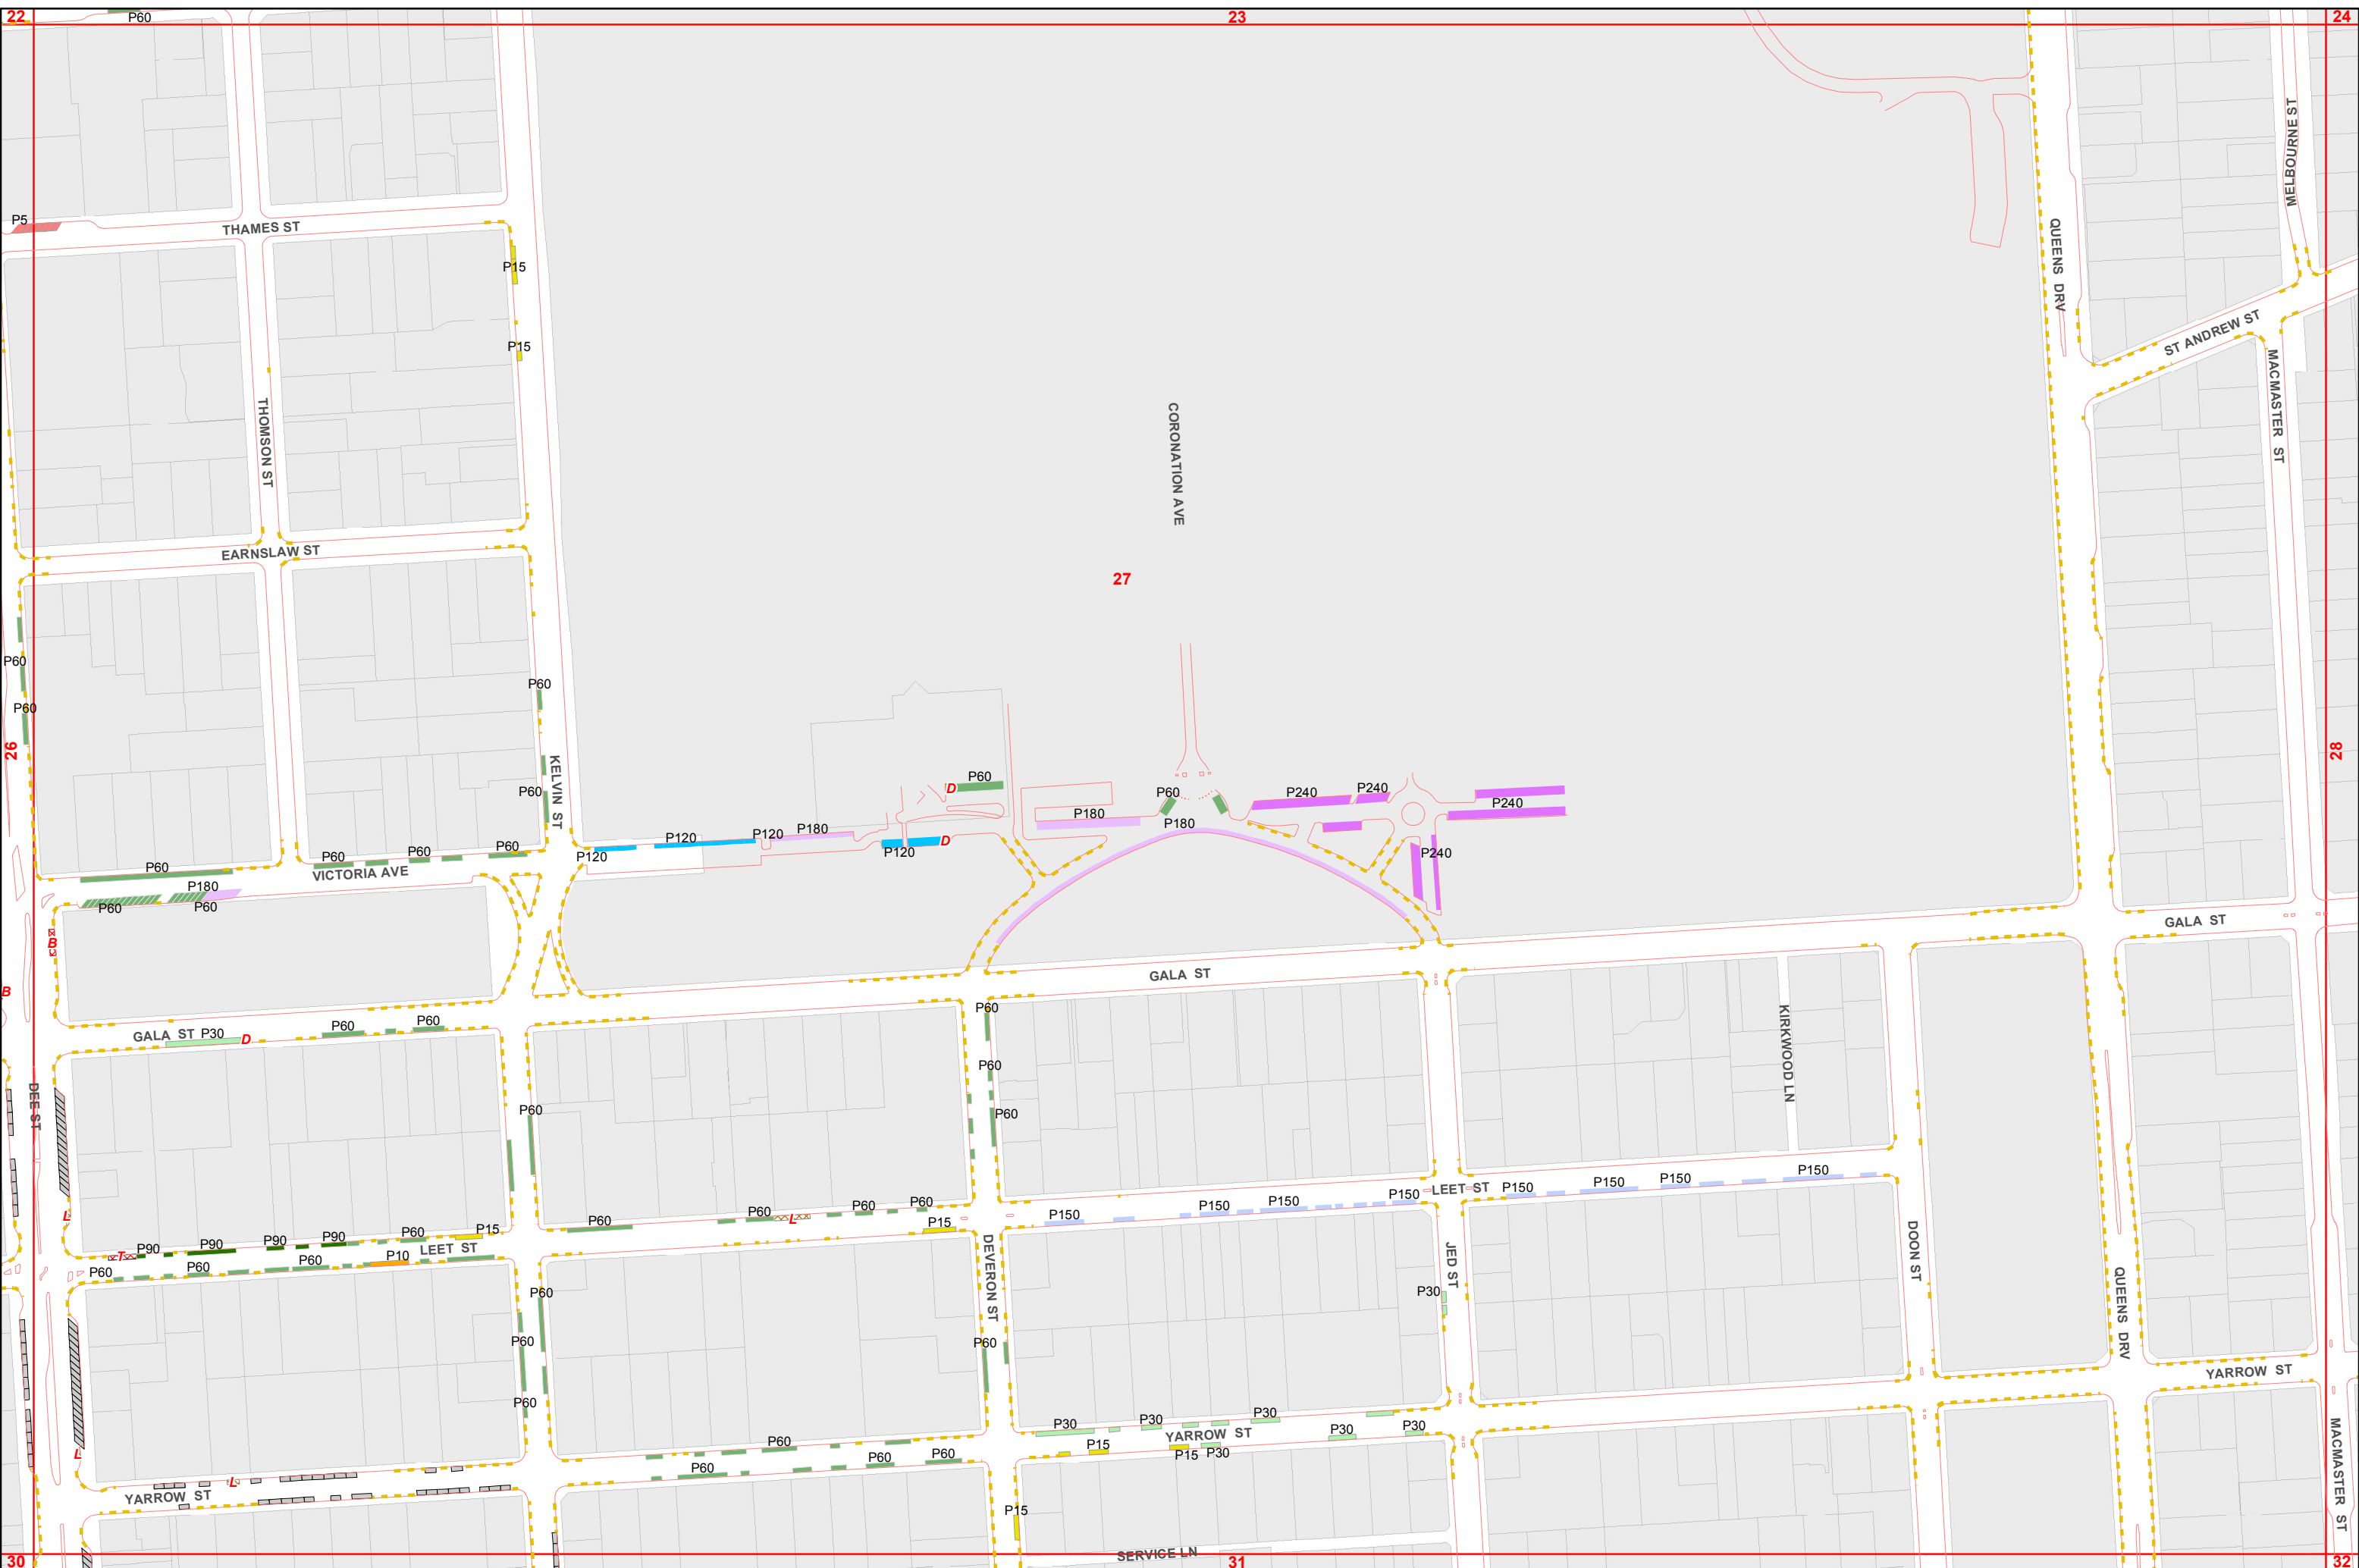 22
P60
23
24
MELBOURNE ST
P5
THAMES ST
QUEENS DRV
P15
ST ANDREW ST
P15
MACMASTER ST
THOMSON ST
CORONATION AVE
EARNSLAW ST
27
P60
P60
P60
26
28
KELVIN ST
P60
D
P60
P60
P240
P240
P240
P180
P180
P120
P120
P180
D
P120
P120
P240
P60
P60
P60
P60
VICTORIA AVE
P180
P60
P60
GALA ST
B
B
GALA ST
P60
KIRKWOOD LN
GALA ST
P30
D
P60
P60
P60
DEE ST
P60
P60
P150
P150
P150
P150
LEET ST
P150
P150
P150
P150
L
P60
P60
L
P60
P60
P15
T
P90
P90
P90
P90
P60
P15
LEET ST
P60
P60
P60
P10
DEVERON ST
JED ST
DOON ST
QUEENS DRV
P60
P30
P60
P60
P60
YARROW ST
P30
P30
P30
P30
P30
YARROW ST
P15
P15
P30
P60
P60
P60
P60
L
L
YARROW ST
MACMASTER ST
P15
SERVICE LN
30
31
32